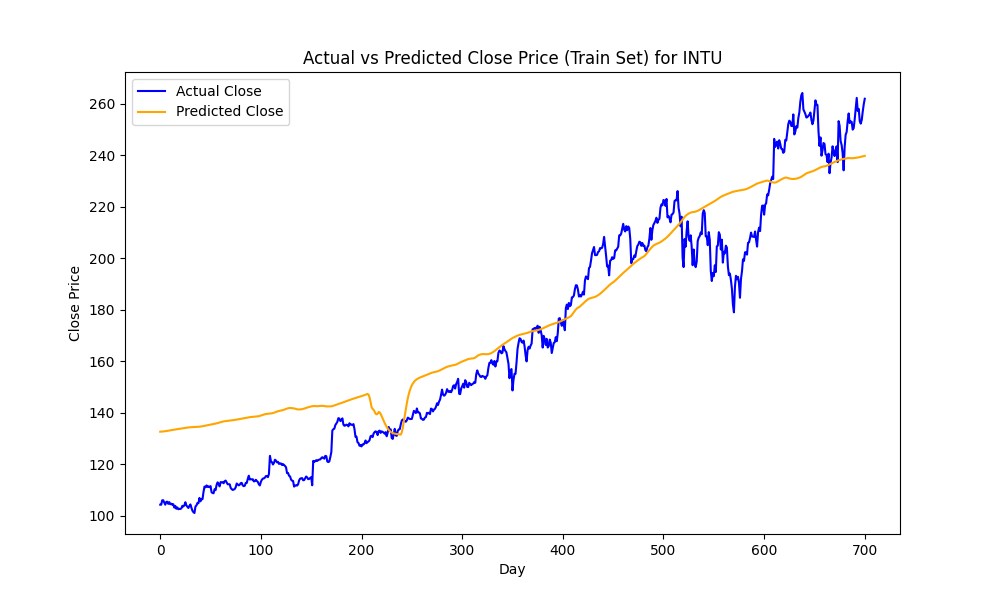 Actual vs Predicted Close Price (Train Set) for INTU
Actual Close
Predicted Close
260
240
220
200
180
160
140
120
100
Close Price
0 100 200 300 400 500 600 700
Day